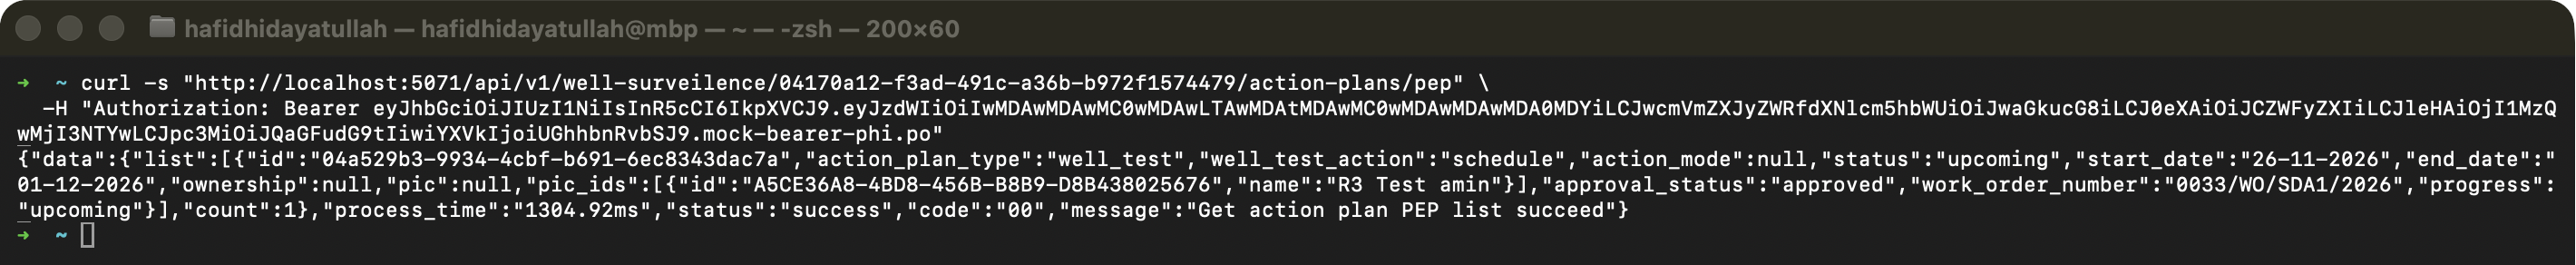 hafidhidayatullah — hafidhidayatullah@mbp — ~ — -zsh — 200×60
➜  ~ curl -s "http://localhost:5071/api/v1/well-surveilence/04170a12-f3ad-491c-a36b-b972f1574479/action-plans/pep" \
  -H "Authorization: Bearer eyJhbGciOiJIUzI1NiIsInR5cCI6IkpXVCJ9.eyJzdWIiOiIwMDAwMDAwMC0wMDAwLTAwMDAtMDAwMC0wMDAwMDAwMDA0MDYiLCJwcmVmZXJyZWRfdXNlcm5hbWUiOiJwaGkucG8iLCJ0eXAiOiJCZWFyZXIiLCJleHAiOjI1MzQ
wMjI3NTYwLCJpc3MiOiJQaGFudG9tIiwiYXVkIjoiUGhhbnRvbSJ9.mock-bearer-phi.po"
{"data":{"list":[{"id":"04a529b3-9934-4cbf-b691-6ec8343dac7a","action_plan_type":"well_test","well_test_action":"schedule","action_mode":null,"status":"upcoming","start_date":"26-11-2026","end_date":"
01-12-2026","ownership":null,"pic":null,"pic_ids":[{"id":"A5CE36A8-4BD8-456B-B8B9-D8B438025676","name":"R3 Test amin"}],"approval_status":"approved","work_order_number":"0033/WO/SDA1/2026","progress":
"upcoming"}],"count":1},"process_time":"1304.92ms","status":"success","code":"00","message":"Get action plan PEP list succeed"}
➜  ~